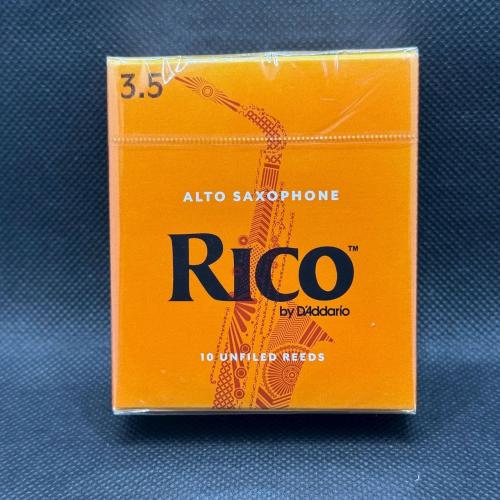 3.5
ALTO SAXOPHONE
RICO™
by D'Addario
10 UNFILED REEDS